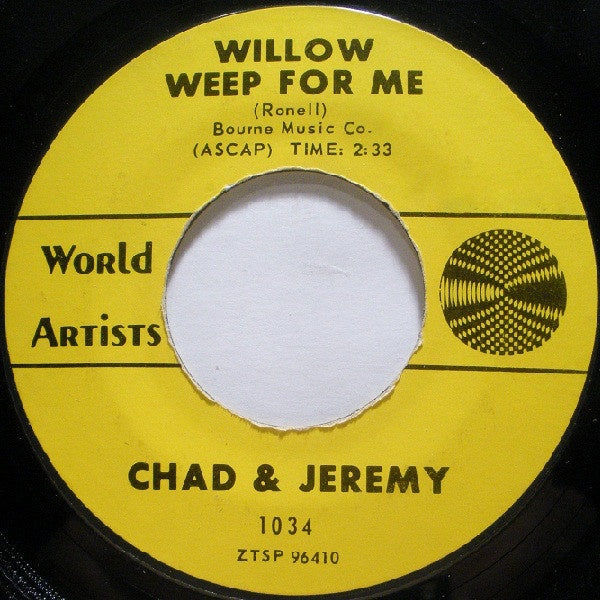 WILLOW
WEEP FOR ME
(Ronell)
Bourne Music Co.
(ASCAP) TIME: 2:33
World
Artists
CHAD & JEREMY
1034
ZTSP 96410